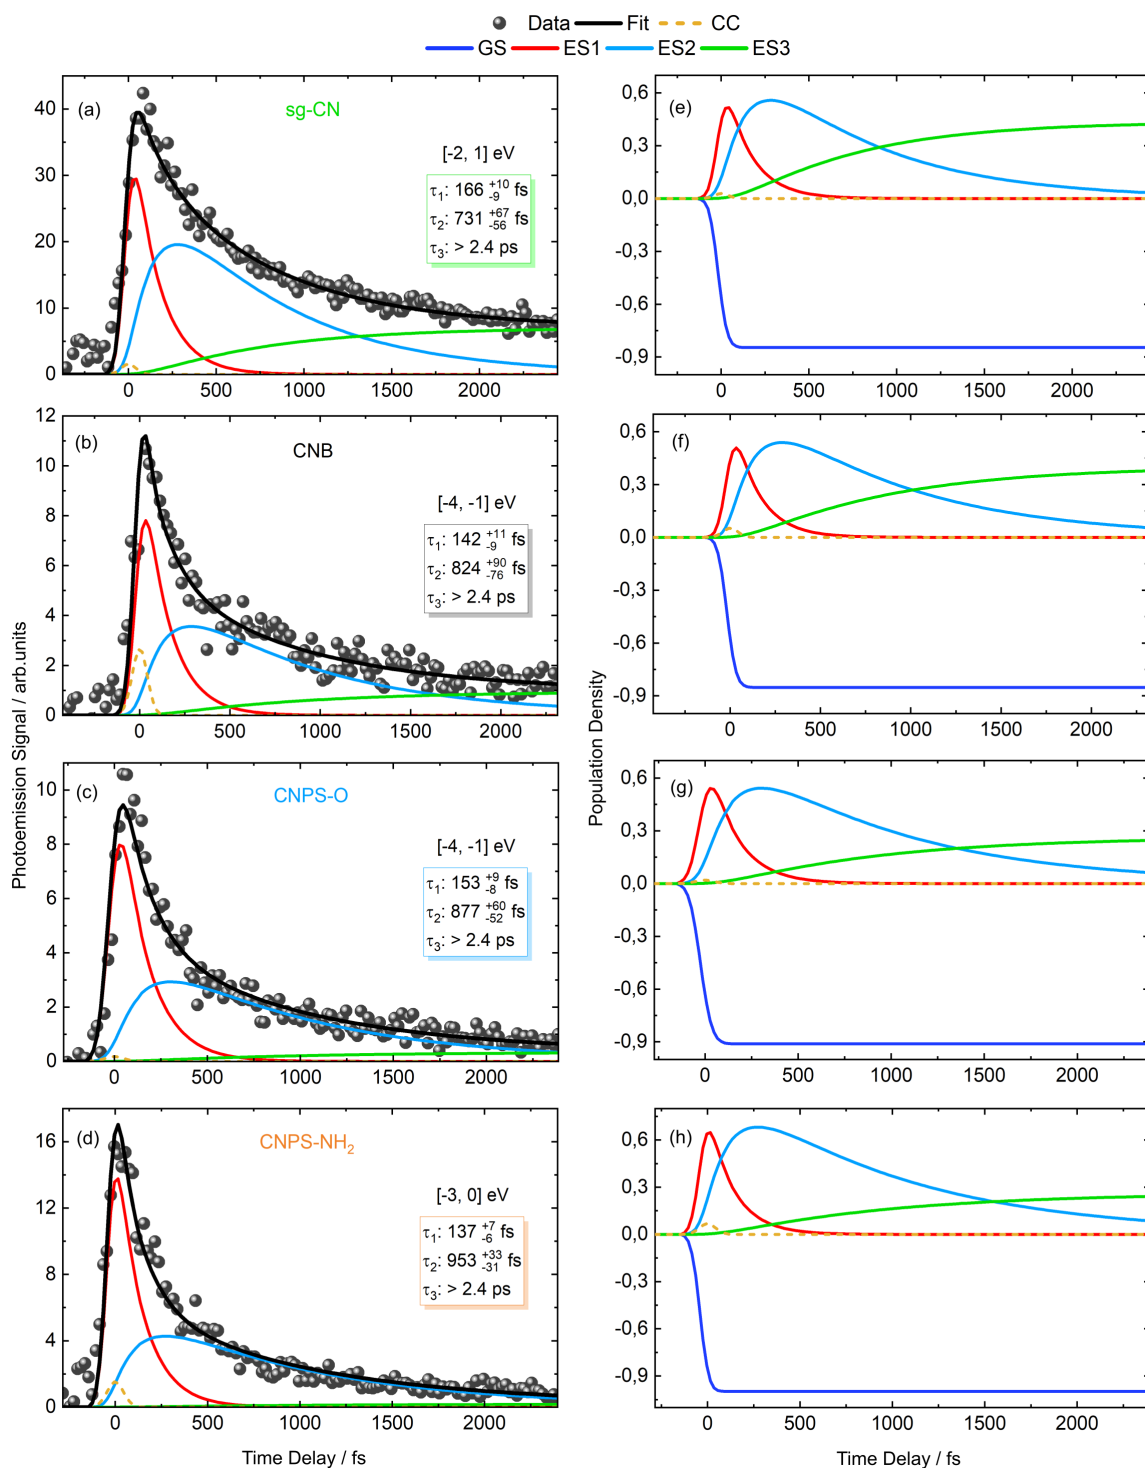 Data Fit CC
GS ES1 ES2 ES3
Photoemission Signal / arb.units
(a)
sg-CN
[-2, 1] eV
τ1: 166 +10 -9 fs
τ2: 731 +67 -56 fs
τ3: > 2.4 ps
40
30
20
10
0
0 500 1000 1500 2000
(b)
CNB
[-4, -1] eV
τ1: 142 +11 -9 fs
τ2: 824 +90 -76 fs
τ3: > 2.4 ps
12
10
8
6
4
2
0
0 500 1000 1500 2000
(c)
CNPS-O
[-4, -1] eV
τ1: 153 +9 -8 fs
τ2: 877 +60 -52 fs
τ3: > 2.4 ps
10
8
6
4
2
0
0 500 1000 1500 2000
(d)
CNPS-NH2
[-3, 0] eV
τ1: 137 +7 -6 fs
τ2: 953 +33 -31 fs
τ3: > 2.4 ps
16
12
8
4
0
0 500 1000 1500 2000
Time Delay / fs
Population Density
(e)
0,6
0,3
0,0
-0,3
-0,6
-0,9
0 500 1000 1500 2000
(f)
0,6
0,3
0,0
-0,3
-0,6
-0,9
0 500 1000 1500 2000
(g)
0,6
0,3
0,0
-0,3
-0,6
-0,9
0 500 1000 1500 2000
(h)
0,6
0,3
0,0
-0,3
-0,6
-0,9
0 500 1000 1500 2000
Time Delay / fs